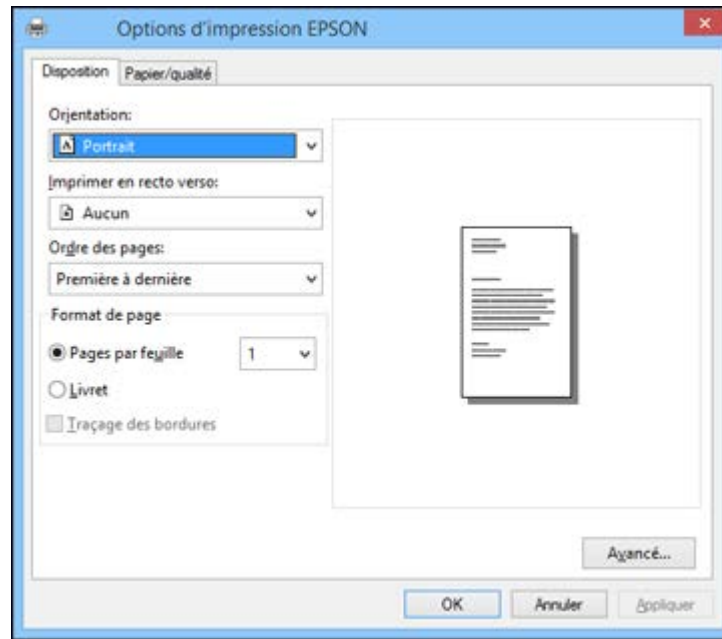 Options d'impression EPSON
Disposition
Papier/qualité
Orientation:
Portrait
Imprimer en recto verso:
Aucun
Ordre des pages:
Première à dernière
Format de page
Pages par feuille
1
Livret
Traçage des bordures
Avancé...
OK
Annuler
Appliquer